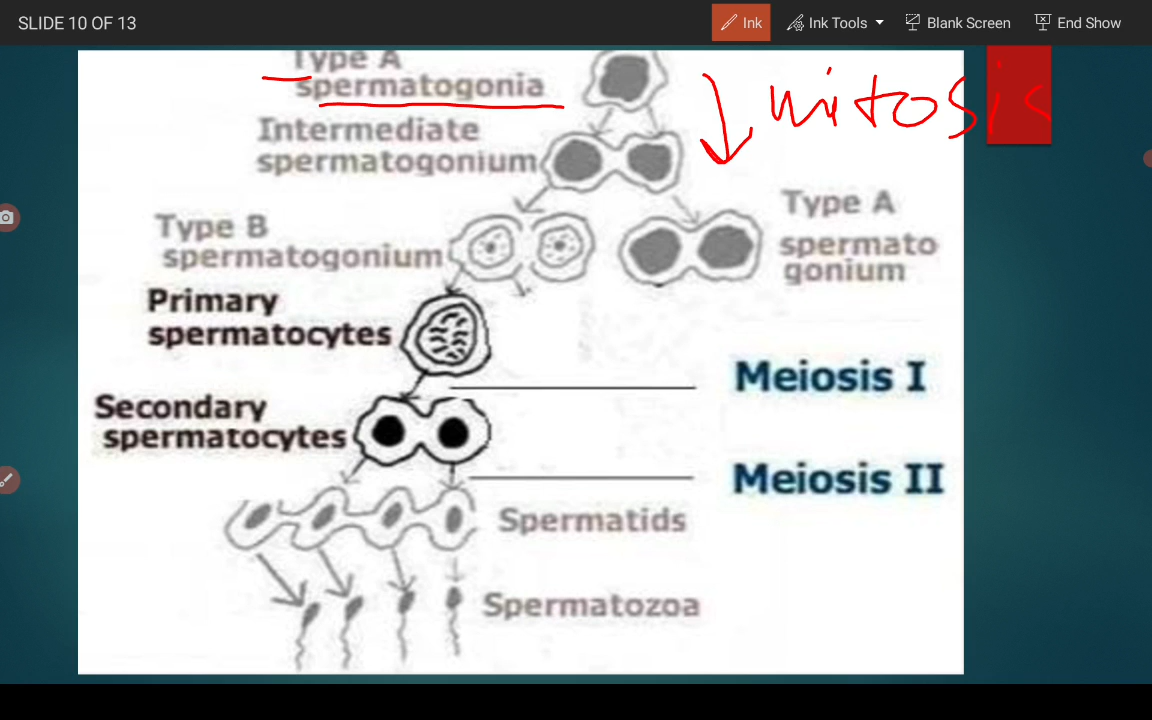 SLIDE 10 OF 13
Ink
Ink Tools
Blank Screen
End Show
Type A
spermatogonia
mitosis
Intermediate
spermatogonium
Type A
spermato
gonium
Type B
spermatogonium
Primary
spermatocytes
Meiosis I
Secondary
spermatocytes
Meiosis II
Spermatids
Spermatozoa